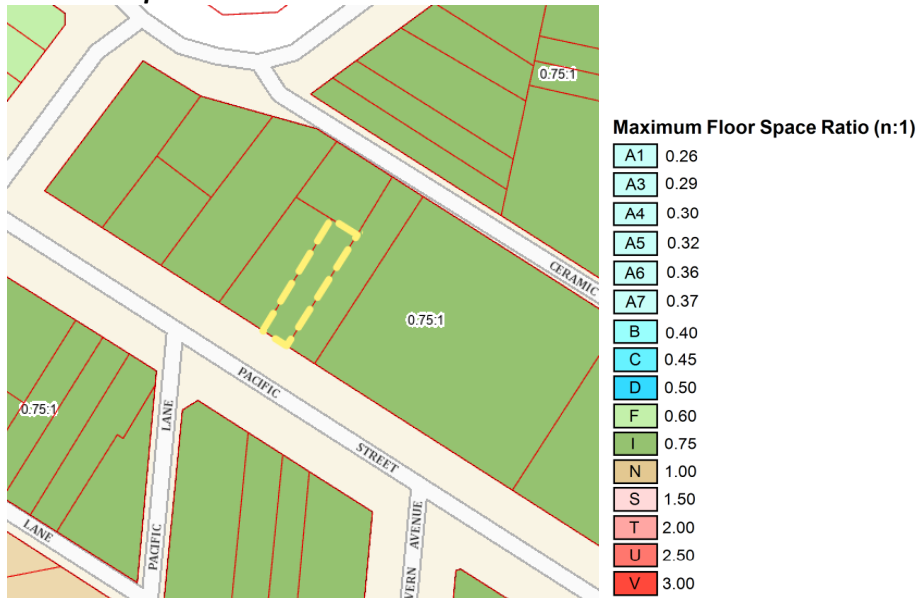 0.75:1
CERAMIC
0.75:1
PACIFIC
STREET
LANE
PACIFIC
0.75:1
AVENUE
VERN
LANE
Maximum Floor Space Ratio (n:1)
A1 0.26
A3 0.29
A4 0.30
A5 0.32
A6 0.36
A7 0.37
B 0.40
C 0.45
D 0.50
F 0.60
I 0.75
N 1.00
S 1.50
T 2.00
U 2.50
V 3.00